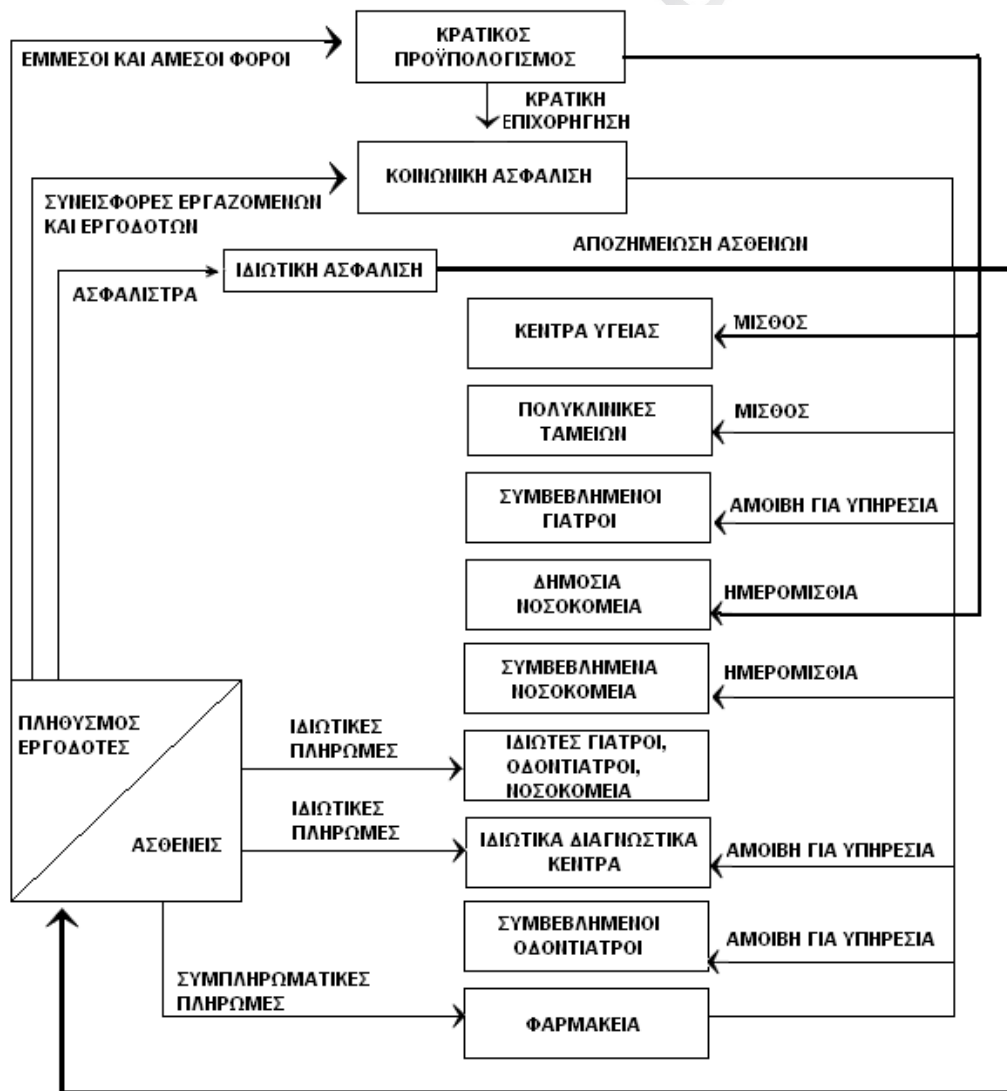 ΚΡΑΤΙΚΟΣ
ΠΡΟΫΠΟΛΟΓΙΣΜΟΣ
ΕΜΜΕΣΟΙ ΚΑΙ ΑΜΕΣΟΙ ΦΟΡΟΙ
ΚΡΑΤΙΚΗ
ΕΠΙΧΟΡΗΓΗΣΗ
ΚΟΙΝΩΝΙΚΗ ΑΣΦΑΛΙΣΗ
ΣΥΝΕΙΣΦΟΡΕΣ ΕΡΓΑΖΟΜΕΝΩΝ
ΚΑΙ ΕΡΓΟΔΟΤΩΝ
ΑΠΟΖΗΜΕΙΩΣΗ ΑΣΘΕΝΩΝ
ΙΔΙΩΤΙΚΗ ΑΣΦΑΛΙΣΗ
ΑΣΦΑΛΙΣΤΡΑ
ΚΕΝΤΡΑ ΥΓΕΙΑΣ
ΜΙΣΘΟΣ
ΠΟΛΥΚΛΙΝΙΚΕΣ
ΤΑΜΕΙΩΝ
ΜΙΣΘΟΣ
ΣΥΜΒΕΒΛΗΜΕΝΟΙ
ΓΙΑΤΡΟΙ
ΑΜΟΙΒΗ ΓΙΑ ΥΠΗΡΕΣΙΑ
ΔΗΜΟΣΙΑ
ΝΟΣΟΚΟΜΕΙΑ
ΗΜΕΡΟΜΙΣΘΙΑ
ΣΥΜΒΕΒΛΗΜΕΝΑ
ΝΟΣΟΚΟΜΕΙΑ
ΗΜΕΡΟΜΙΣΘΙΑ
ΠΛΗΘΥΣΜΟΣ
ΕΡΓΟΔΟΤΕΣ
ΙΔΙΩΤΙΚΕΣ
ΠΛΗΡΩΜΕΣ
ΙΔΙΩΤΕΣ ΓΙΑΤΡΟΙ,
ΟΔΟΝΤΙΑΤΡΟΙ,
ΝΟΣΟΚΟΜΕΙΑ
ΑΣΘΕΝΕΙΣ
ΙΔΙΩΤΙΚΕΣ
ΠΛΗΡΩΜΕΣ
ΙΔΙΩΤΙΚΑ ΔΙΑΓΝΩΣΤΙΚΑ
ΚΕΝΤΡΑ
ΑΜΟΙΒΗ ΓΙΑ ΥΠΗΡΕΣΙΑ
ΣΥΜΒΕΒΛΗΜΕΝΟΙ
ΟΔΟΝΤΙΑΤΡΟΙ
ΑΜΟΙΒΗ ΓΙΑ ΥΠΗΡΕΣΙΑ
ΣΥΜΠΛΗΡΩΜΑΤΙΚΕΣ
ΠΛΗΡΩΜΕΣ
ΦΑΡΜΑΚΕΙΑ